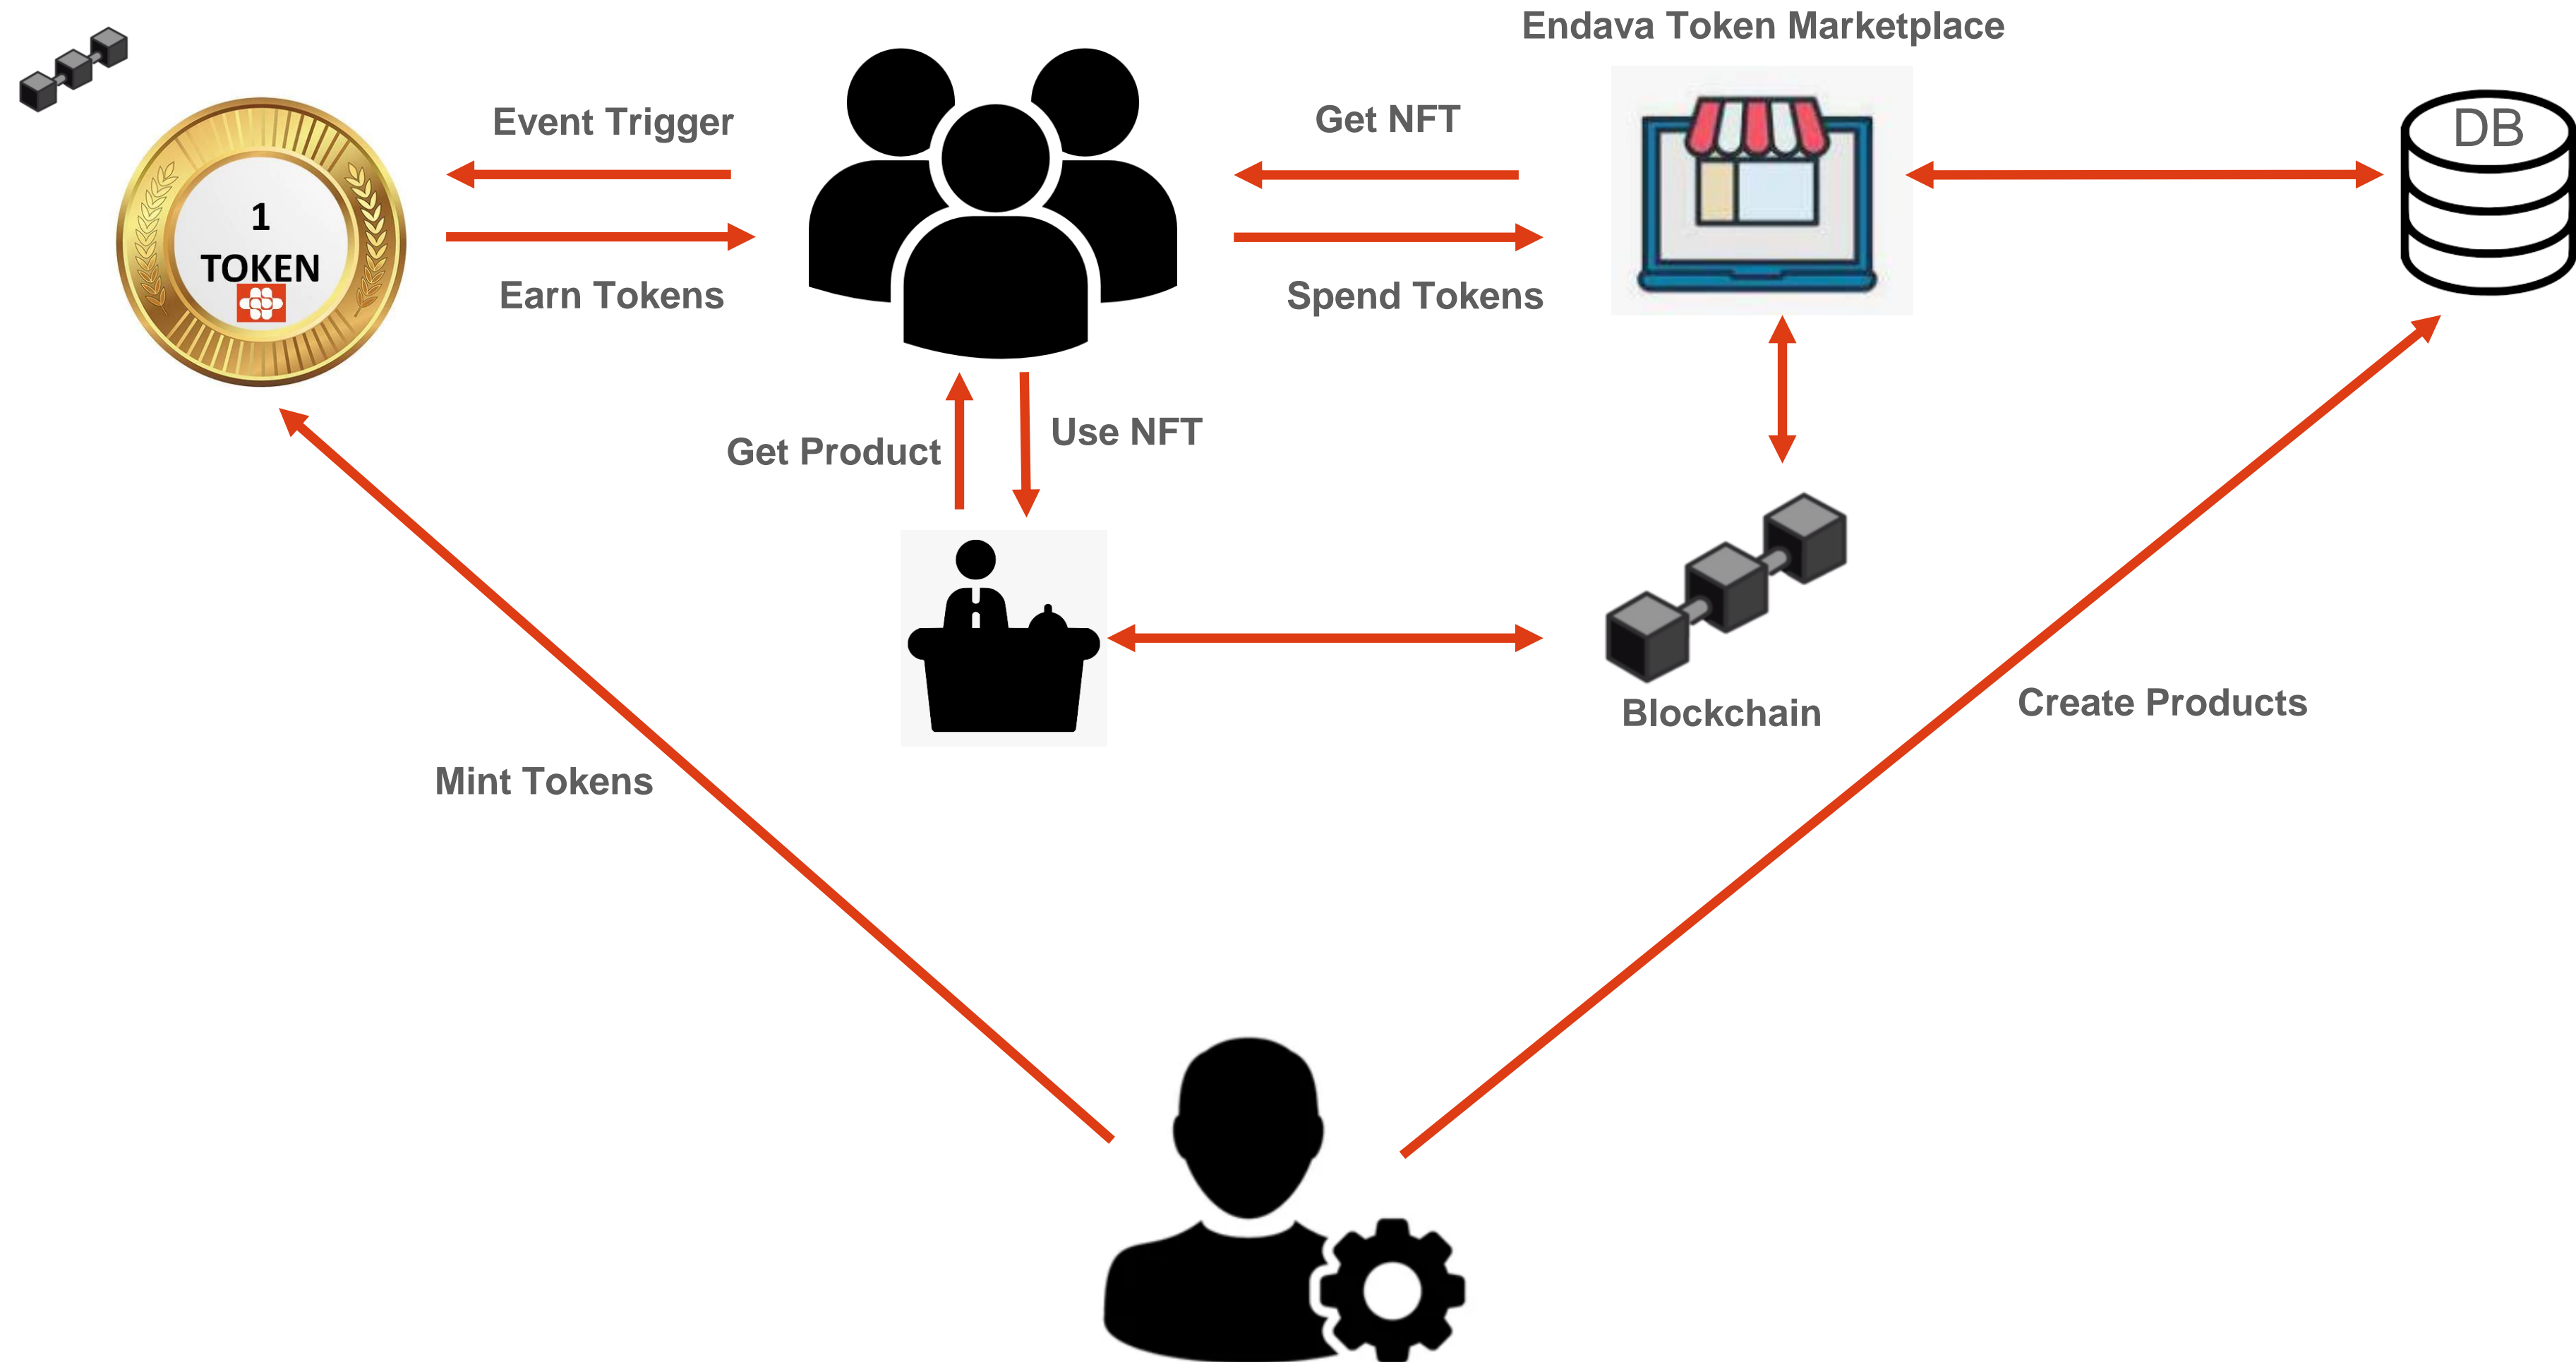 Endava Token Marketplace
Event Trigger
Get NFT
DB
1
TOKEN
Earn Tokens
Spend Tokens
Use NFT
Get Product
Blockchain
Create Products
Mint Tokens